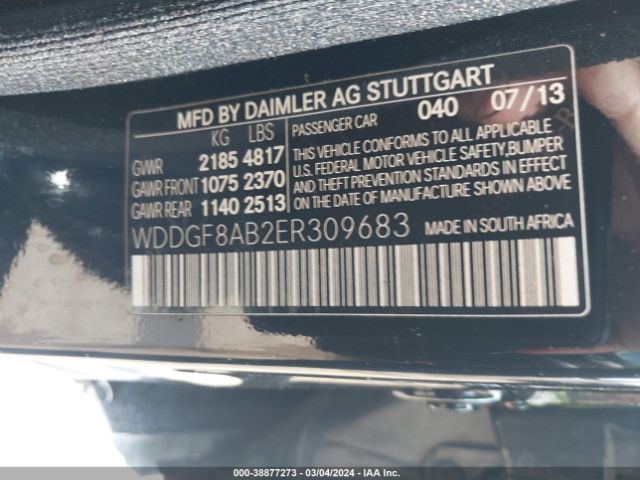 MFD BY DAIMLER AG STUTTGART
KG LBS
GVWR 2185 4817
GAWR FRONT 1075 2370
GAWR REAR 1140 2513
PASSENGER CAR 040 07/13
THIS VEHICLE CONFORMS TO ALL APPLICABLE
U.S. FEDERAL MOTOR VEHICLE SAFETY,BUMPER
AND THEFT PREVENTION STANDARDS IN EFFECT
ON THE DATE OF MANUFACTURE SHOWN ABOVE
WDDGF8AB2ER309683 MADE IN SOUTH AFRICA
000-38877273 - 03/04/2024 - IAA Inc.